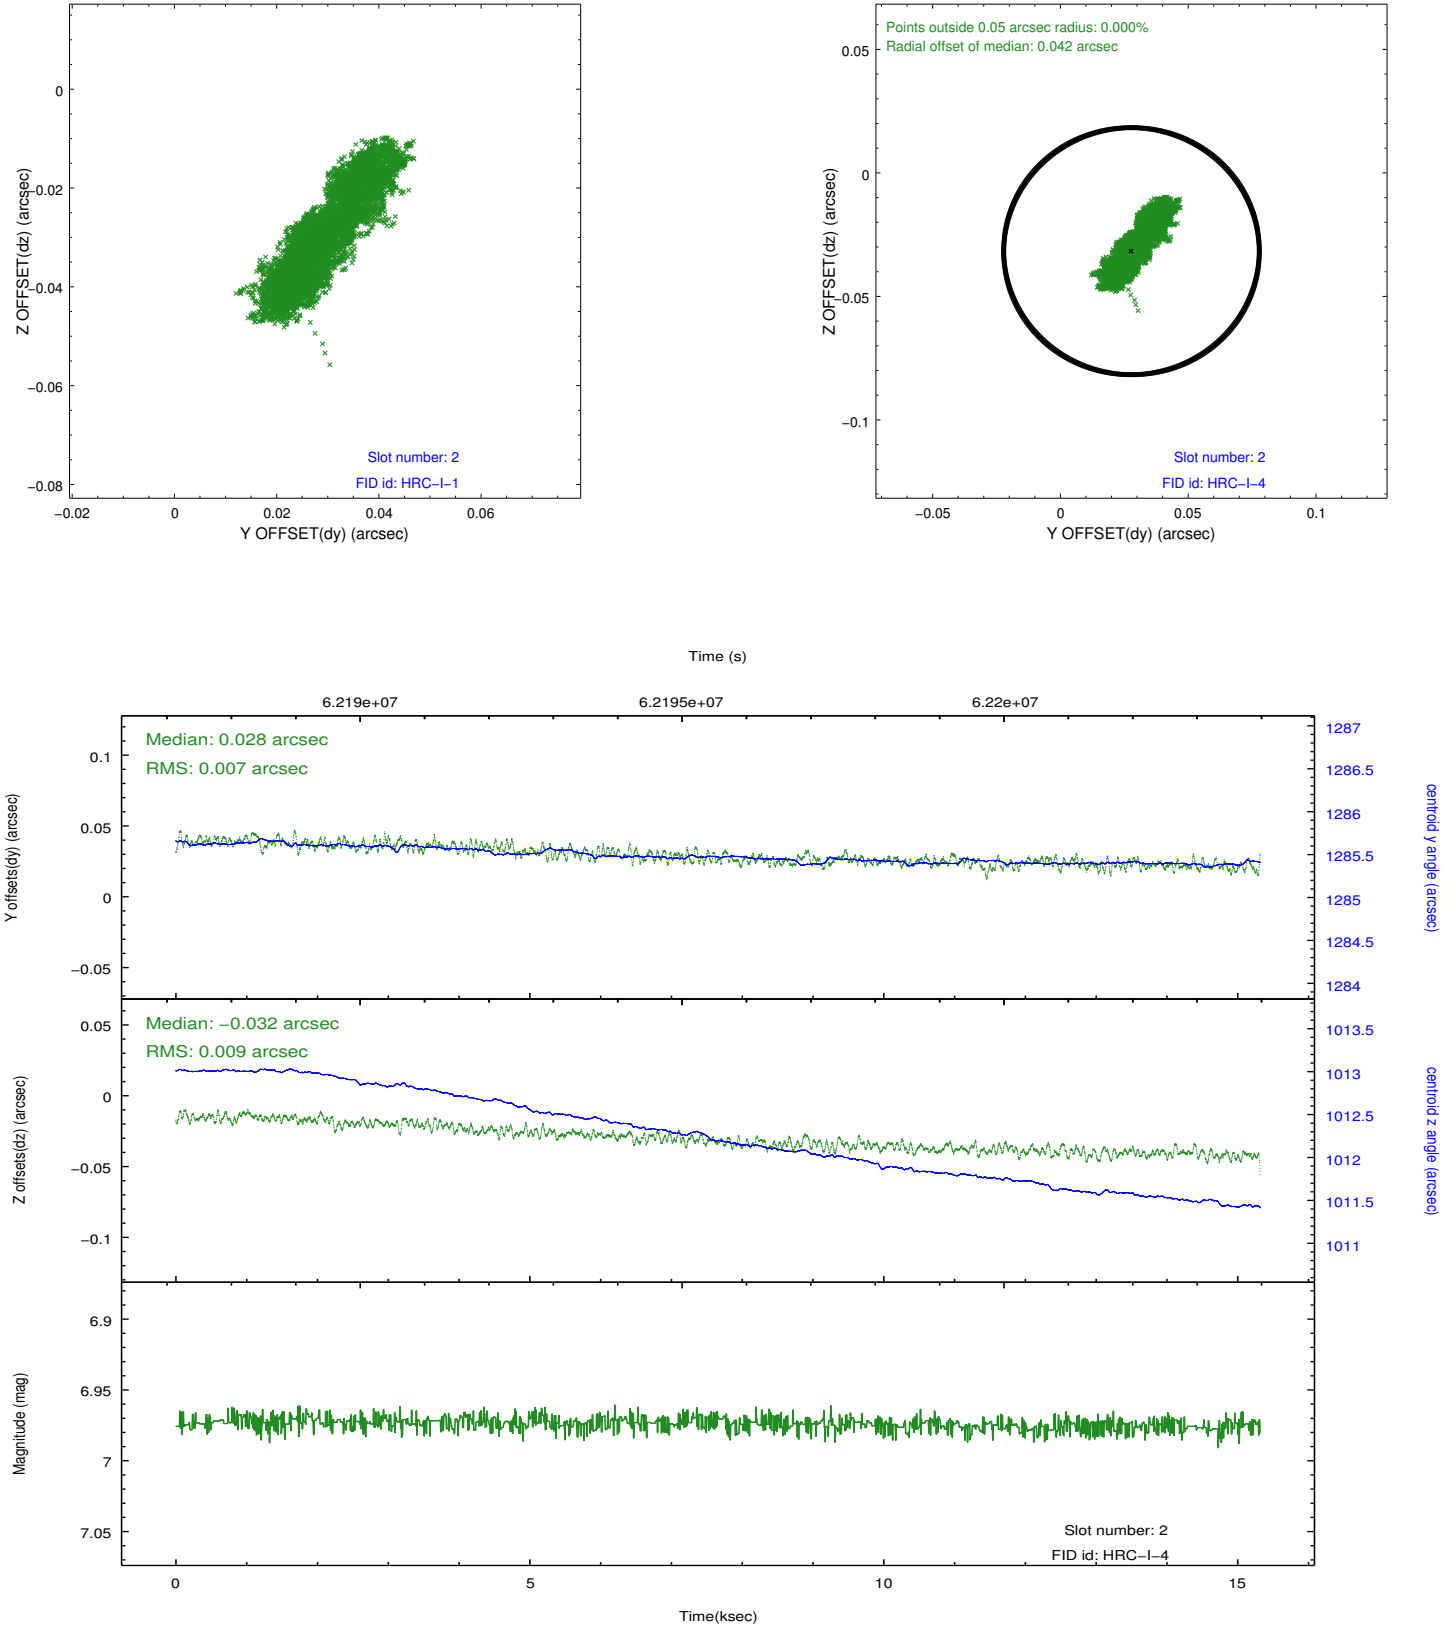 0
−0.02
−0.04
−0.06
−0.08
Z OFFSET(dz) (arcsec)
Slot number: 2
FID id: HRC−I−1
−0.02
0
0.02
0.04
0.06
Y OFFSET(dy) (arcsec)
Points outside 0.05 arcsec radius: 0.000%
Radial offset of median: 0.042 arcsec
0.05
0
−0.05
−0.1
Z OFFSET(dz) (arcsec)
Slot number: 2
FID id: HRC−I−4
−0.05
0
0.05
0.1
Y OFFSET(dy) (arcsec)
Time (s)
6.219e+07
6.2195e+07
6.22e+07
Median: 0.028 arcsec
RMS: 0.007 arcsec
0.1
0.05
0
−0.05
Y offsets(dy) (arcsec)
1287
1286.5
1286
1285.5
1285
1284.5
1284
centroid y angle (arcsec)
Median: −0.032 arcsec
RMS: 0.009 arcsec
0.05
0
−0.05
−0.1
Z offsets(dz) (arcsec)
1013.5
1013
1012.5
1012
1011.5
1011
centroid z angle (arcsec)
6.9
6.95
7
7.05
Magnitude (mag)
Slot number: 2
FID id: HRC−I−4
0
5
10
15
Time(ksec)